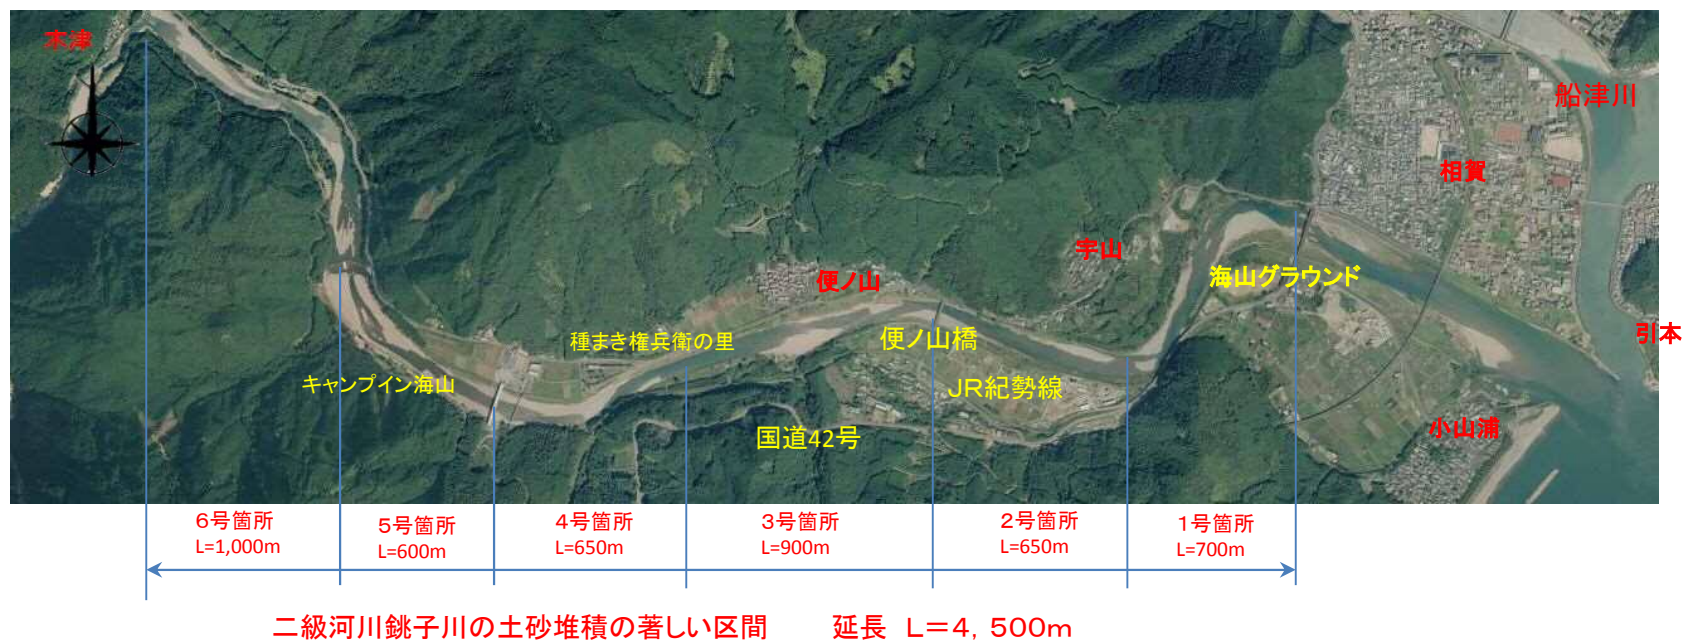 木津
船津川
相賀
宇山
海山グラウンド
便ノ山
引本
種まき権兵衛の里
便ノ山橋
キャンプイン海山
JR紀勢線
小山浦
国道42号
6号箇所
L=1,000m
5号箇所
L=600m
4号箇所
L=650m
3号箇所
L=900m
2号箇所
L=650m
1号箇所
L=700m
二級河川銚子川の土砂堆積の著しい区間　　延長　L=4,500m